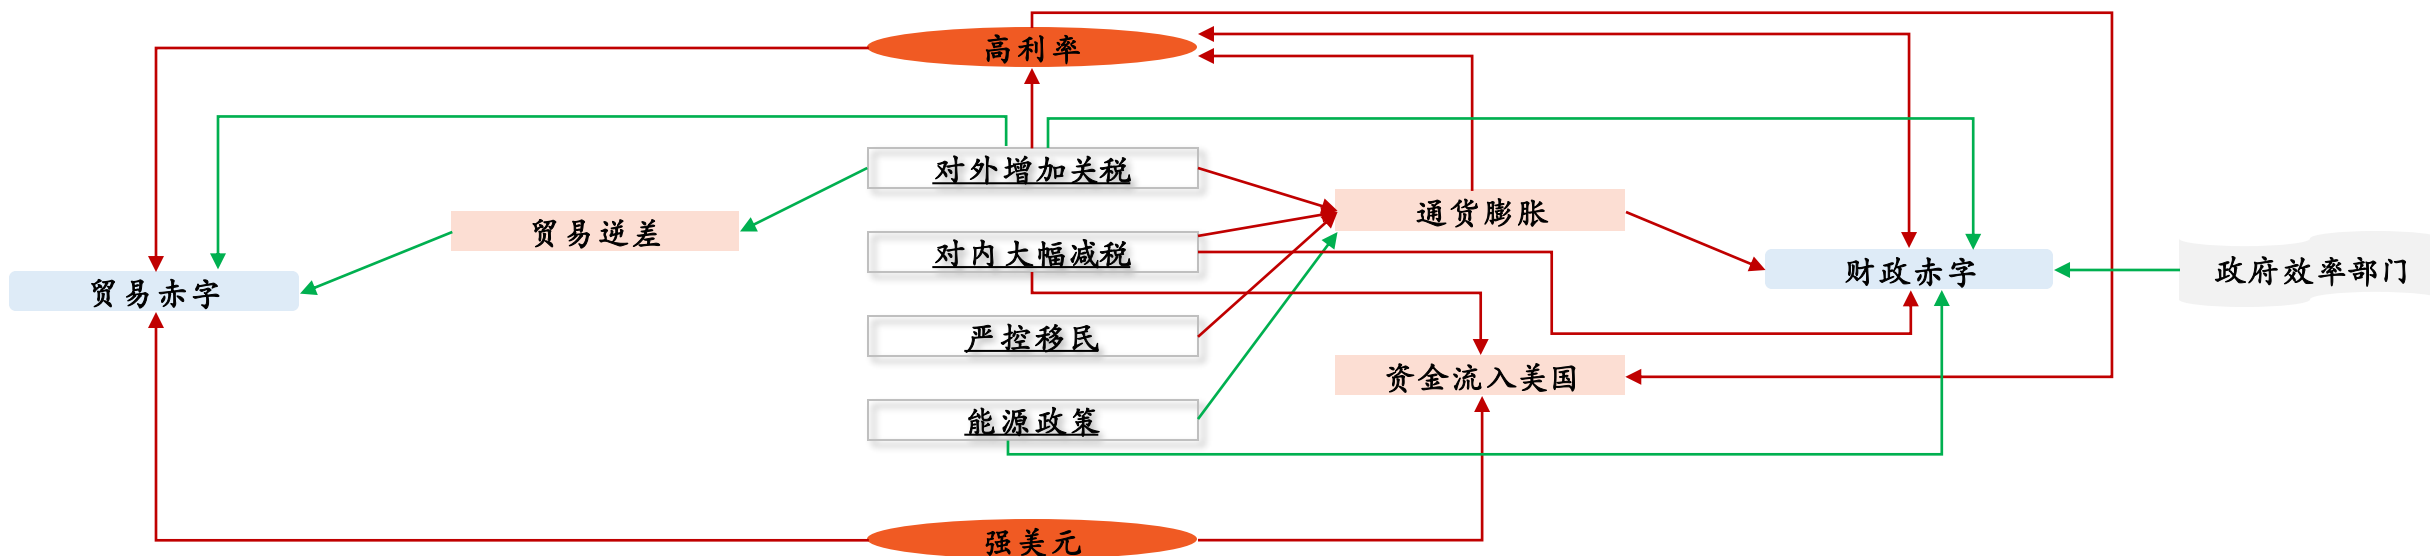 高利率
对外增加关税
通货膨胀
对内大幅减税
贸易逆差
财政赤字
政府效率部门
贸易赤字
严控移民
资金流入美国
能源政策
强美元